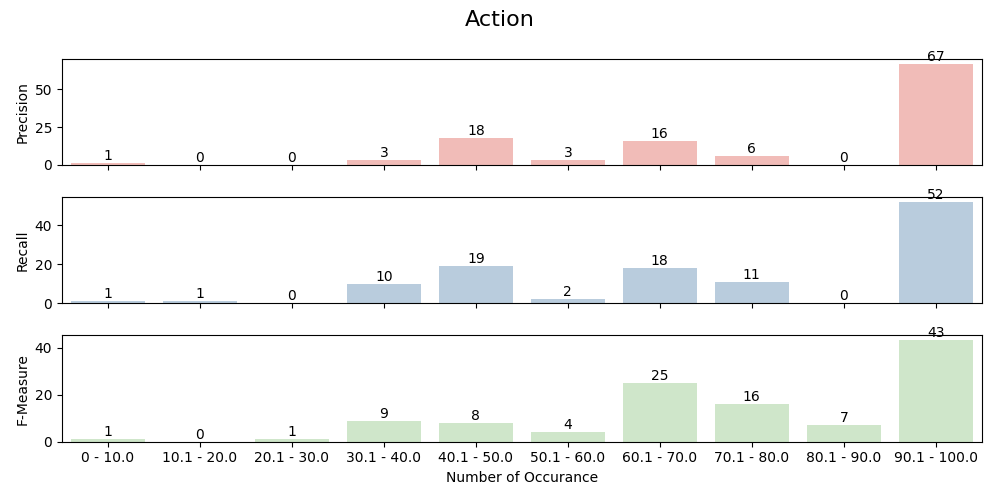 Action
Precision
50
25
0
1 0 0 3 18 3 16 6 0 67
Recall
40
20
0
1 1 0 10 19 2 18 11 0 52
F-Measure
40
20
0
1 0 1 9 8 4 25 16 7 43
0 - 10.0 10.1 - 20.0 20.1 - 30.0 30.1 - 40.0 40.1 - 50.0 50.1 - 60.0 60.1 - 70.0 70.1 - 80.0 80.1 - 90.0 90.1 - 100.0
Number of Occurance